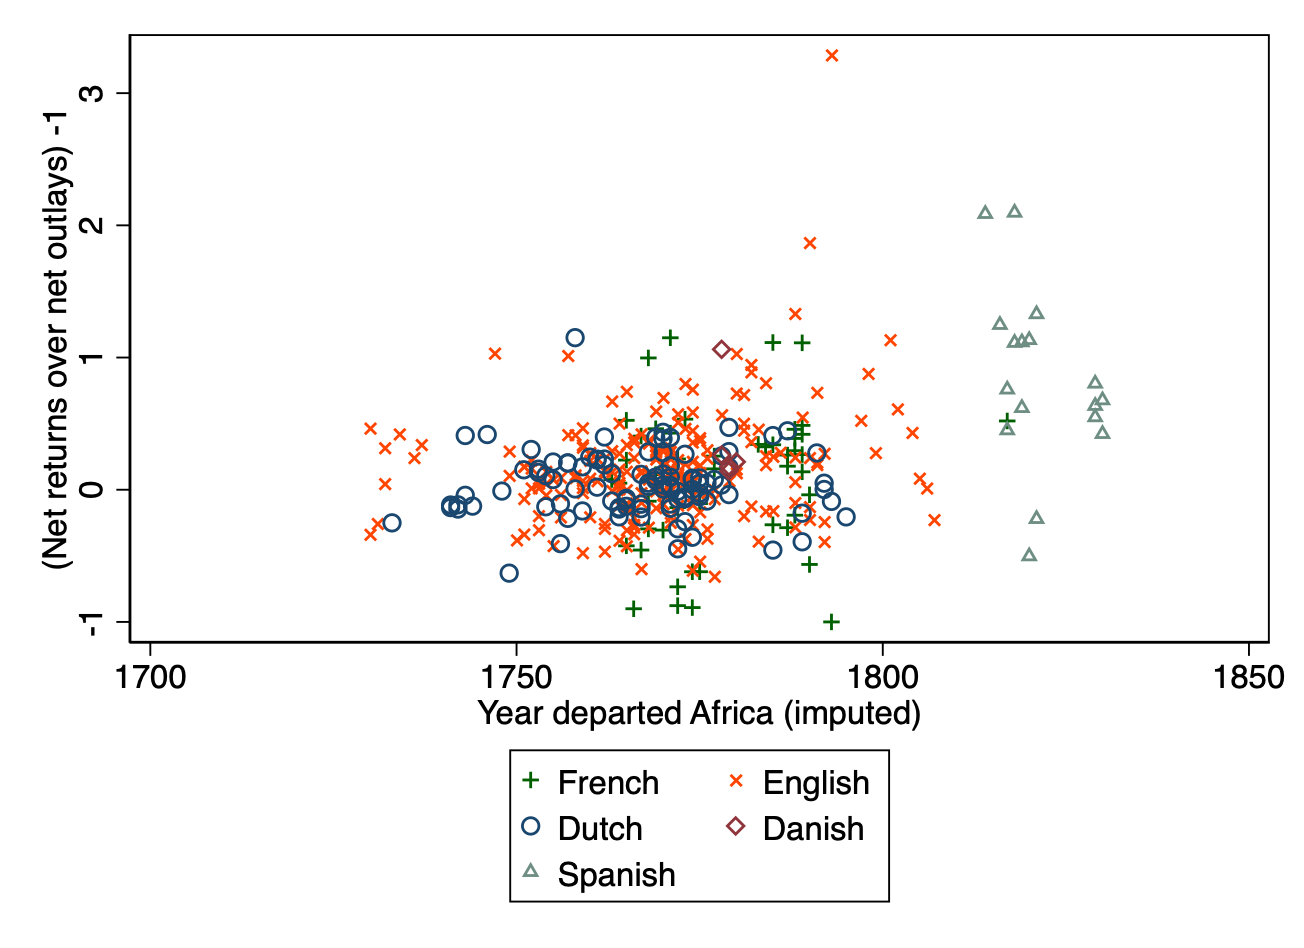 (Net returns over net outlays) -1
3
2
1
0
-1
1700 1750 1800 1850
Year departed Africa (imputed)
French English
Dutch Danish
Spanish